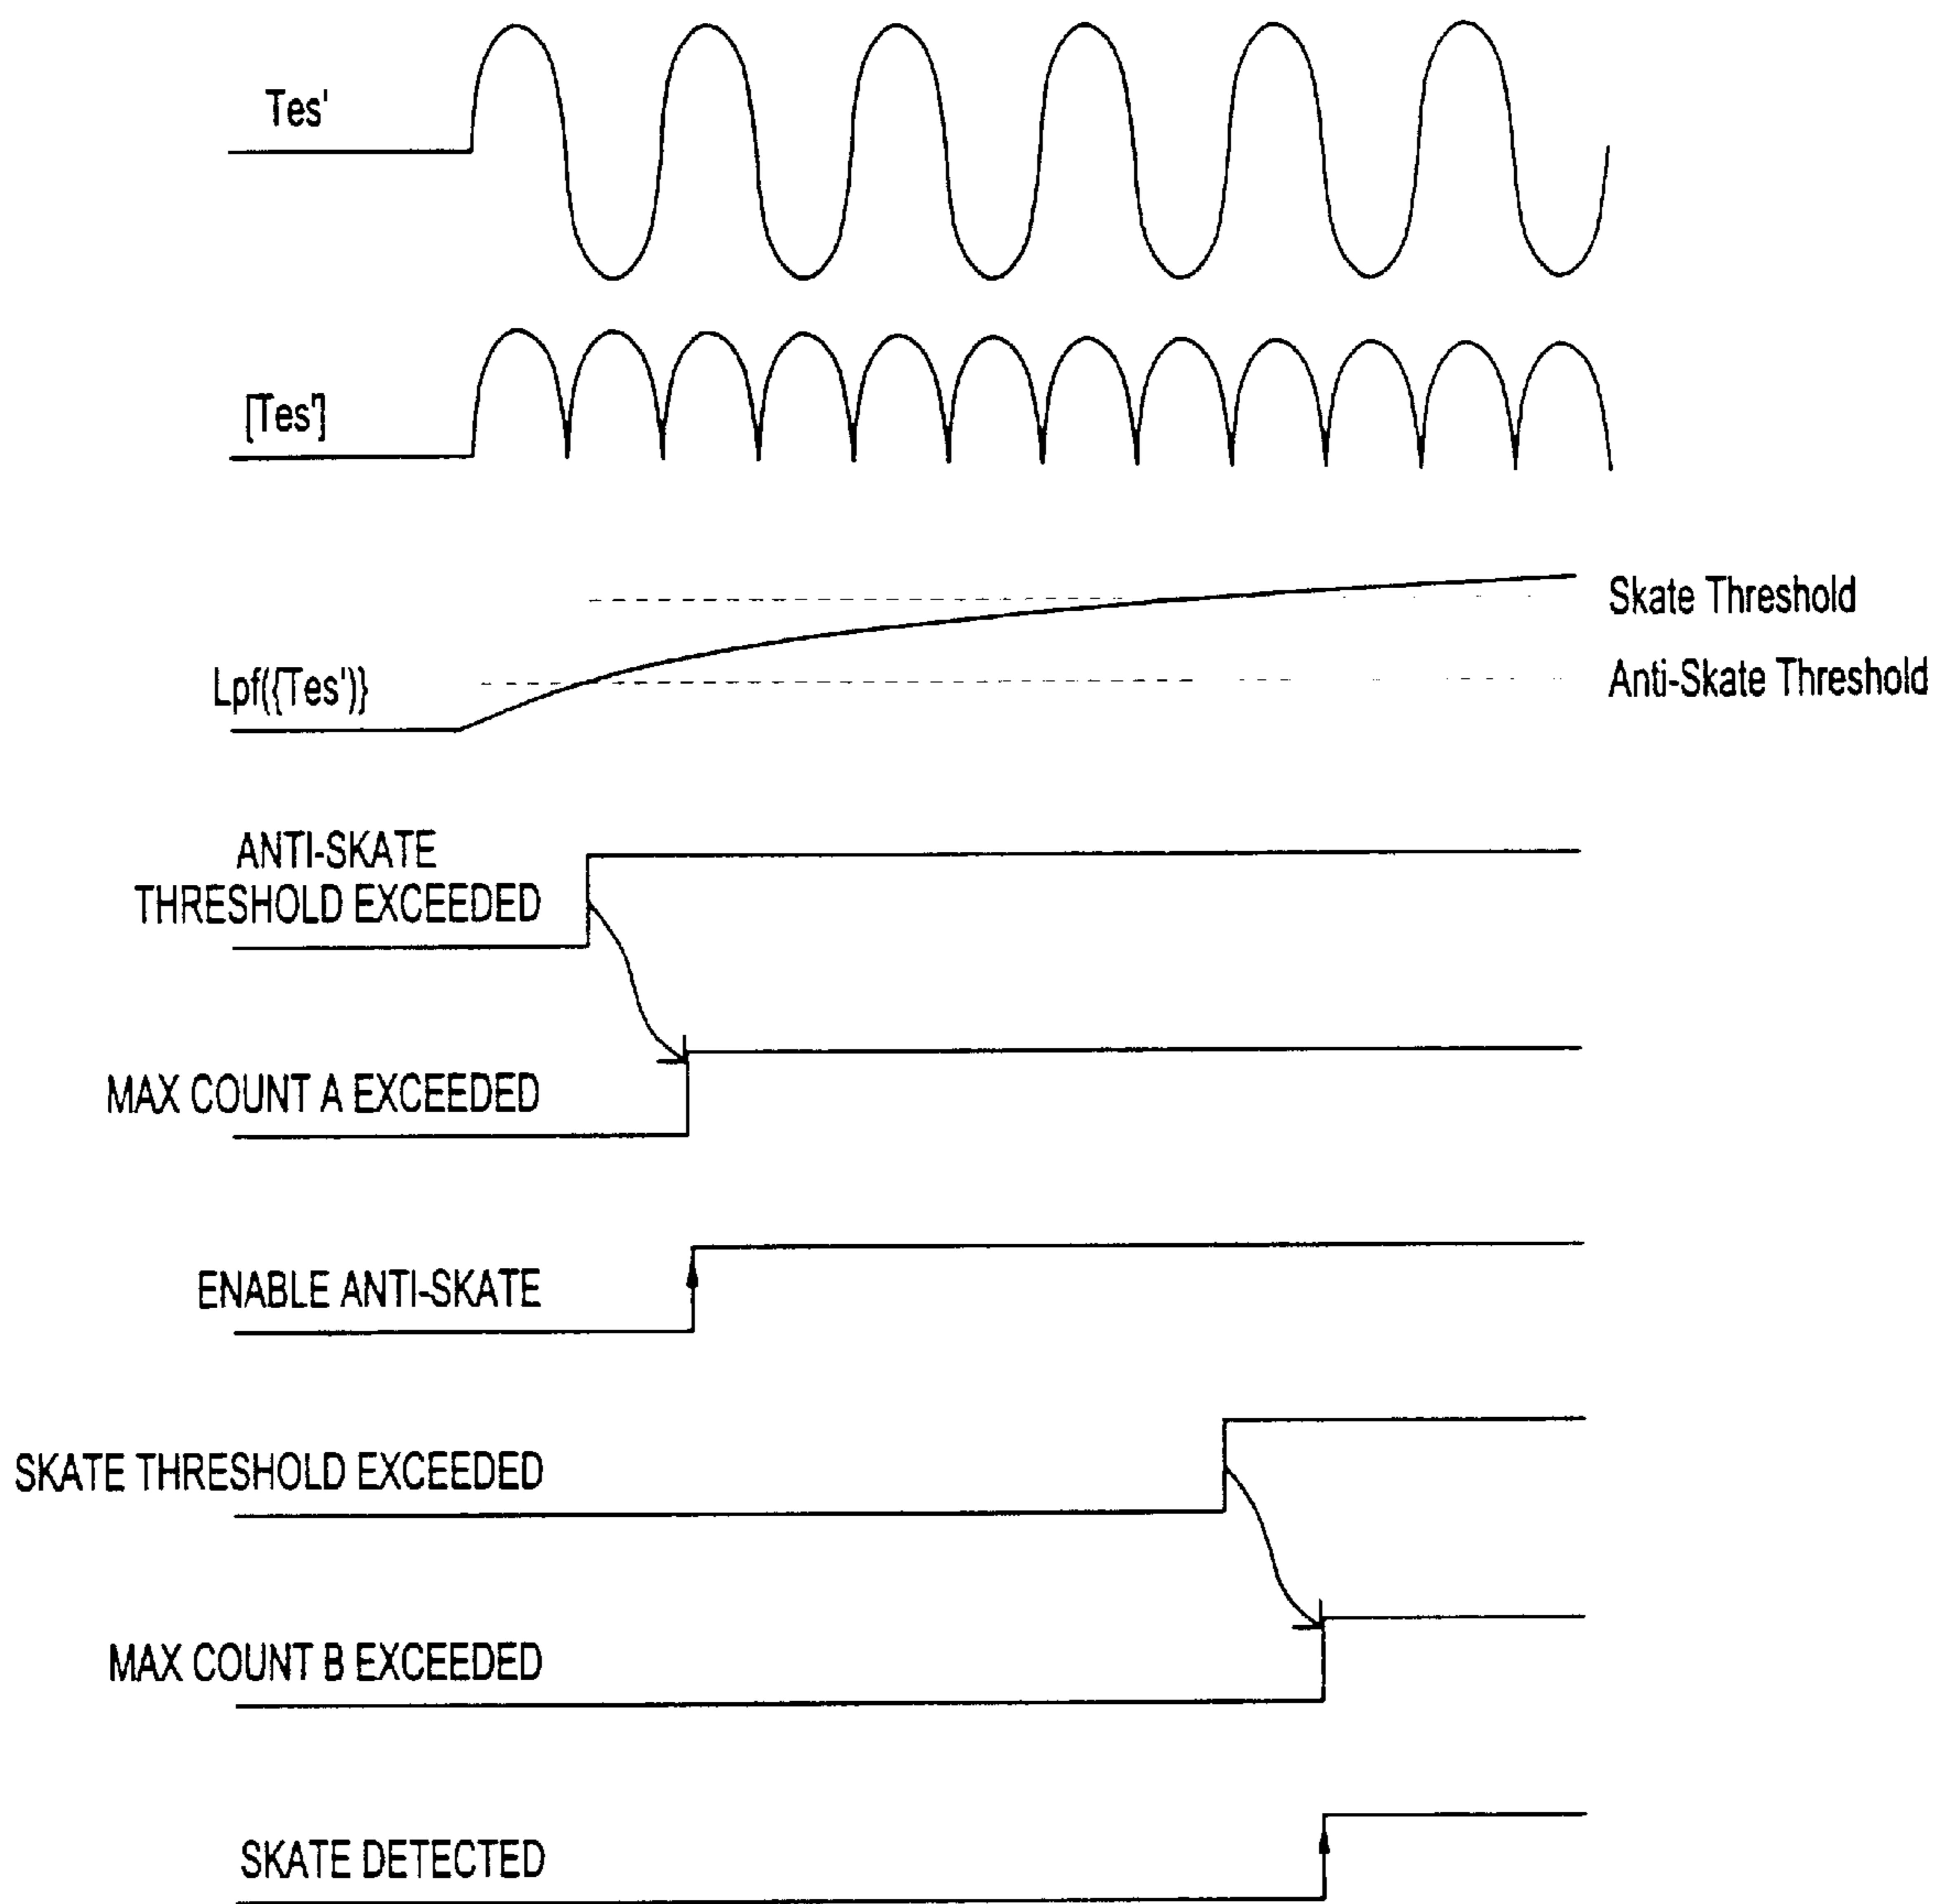 Tes'
[Tes']
Skate Threshold
Lpf({Tes')}
Anti-Skate Threshold
ANTI-SKATE
THRESHOLD EXCEEDED
MAX COUNT A EXCEEDED
ENABLE ANTI-SKATE
SKATE THRESHOLD EXCEEDED
MAX COUNT B EXCEEDED
SKATE DETECTED